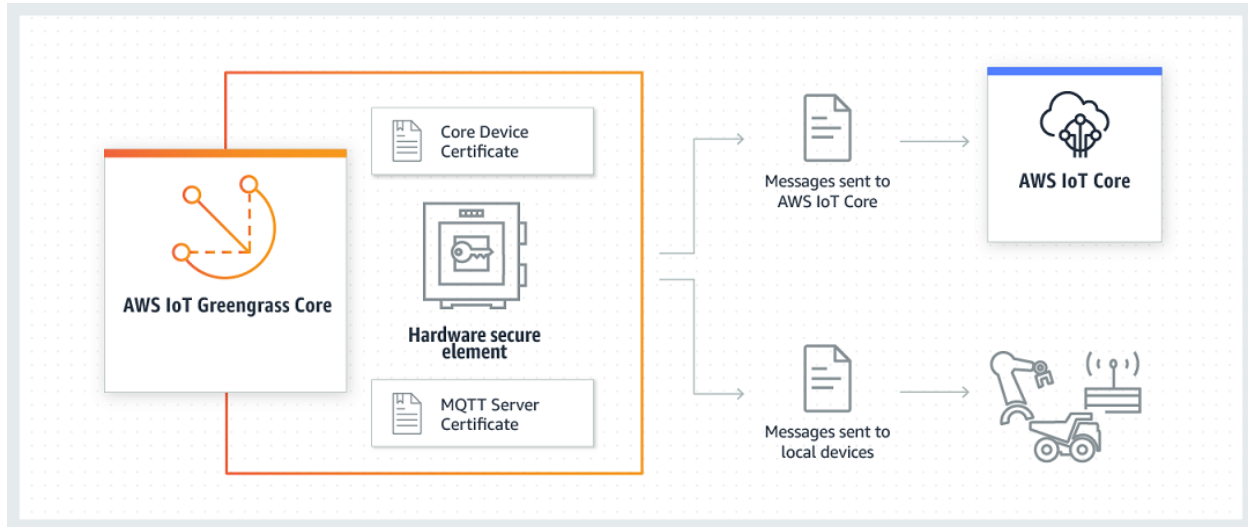 AWS IoT Greengrass Core
Core Device
Certificate
Hardware secure
element
MQTT Server
Certificate
Messages sent to
AWS IoT Core
AWS IoT Core
Messages sent to
local devices